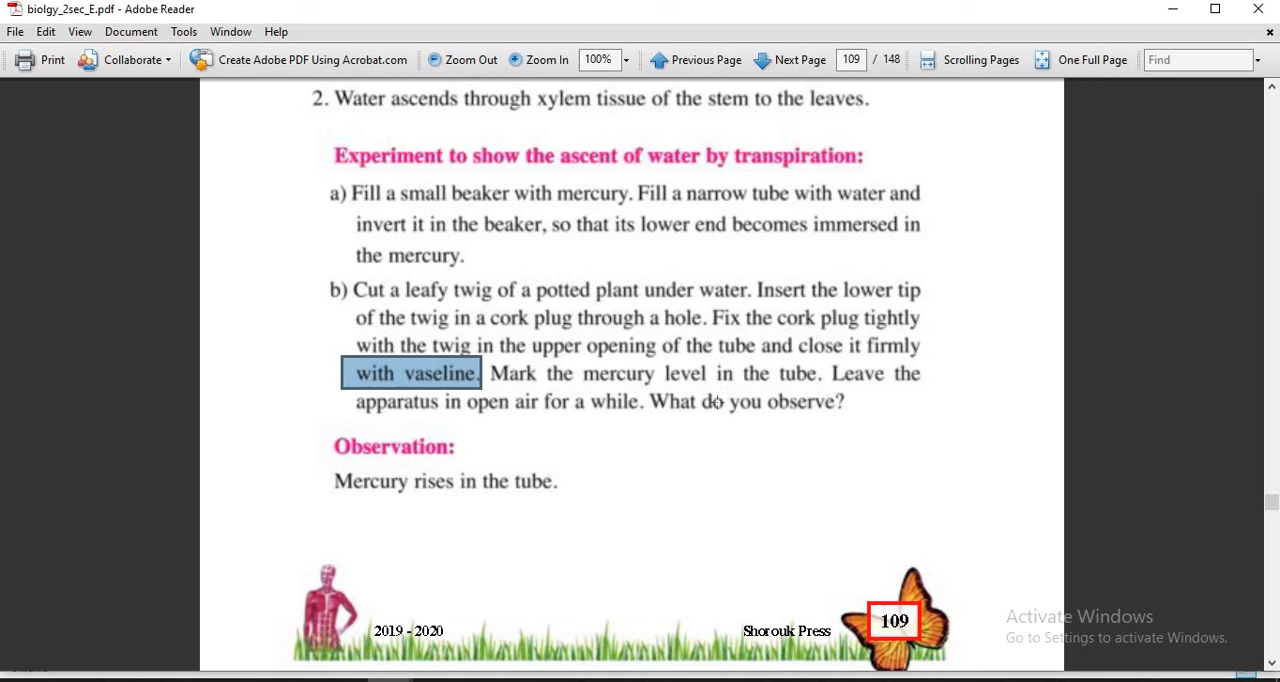 biolgy_2sec_E.pdf - Adobe Reader
File Edit View Document Tools Window Help
Print Collaborate Create Adobe PDF Using Acrobat.com Zoom Out Zoom In 100% Previous Page Next Page 109 / 148 Scrolling Pages One Full Page Find
2. Water ascends through xylem tissue of the stem to the leaves.
Experiment to show the ascent of water by transpiration:
a) Fill a small beaker with mercury. Fill a narrow tube with water and
invert it in the beaker, so that its lower end becomes immersed in
the mercury.
b) Cut a leafy twig of a potted plant under water. Insert the lower tip
of the twig in a cork plug through a hole. Fix the cork plug tightly
with the twig in the upper opening of the tube and close it firmly
with vaseline. Mark the mercury level in the tube. Leave the
apparatus in open air for a while. What do you observe?
Observation:
Mercury rises in the tube.
2019 - 2020 Shorouk Press 109
Activate Windows
Go to Settings to activate Windows.